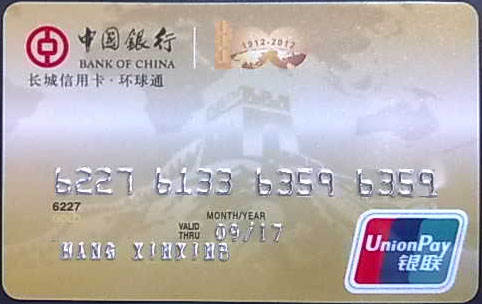 中国银行
BANK OF CHINA
1912-2012
长城信用卡·环球通
6227 6133 6359 6359
6227
MONTH/YEAR
VALID THRU 09/17
XINXING
UnionPay
银联